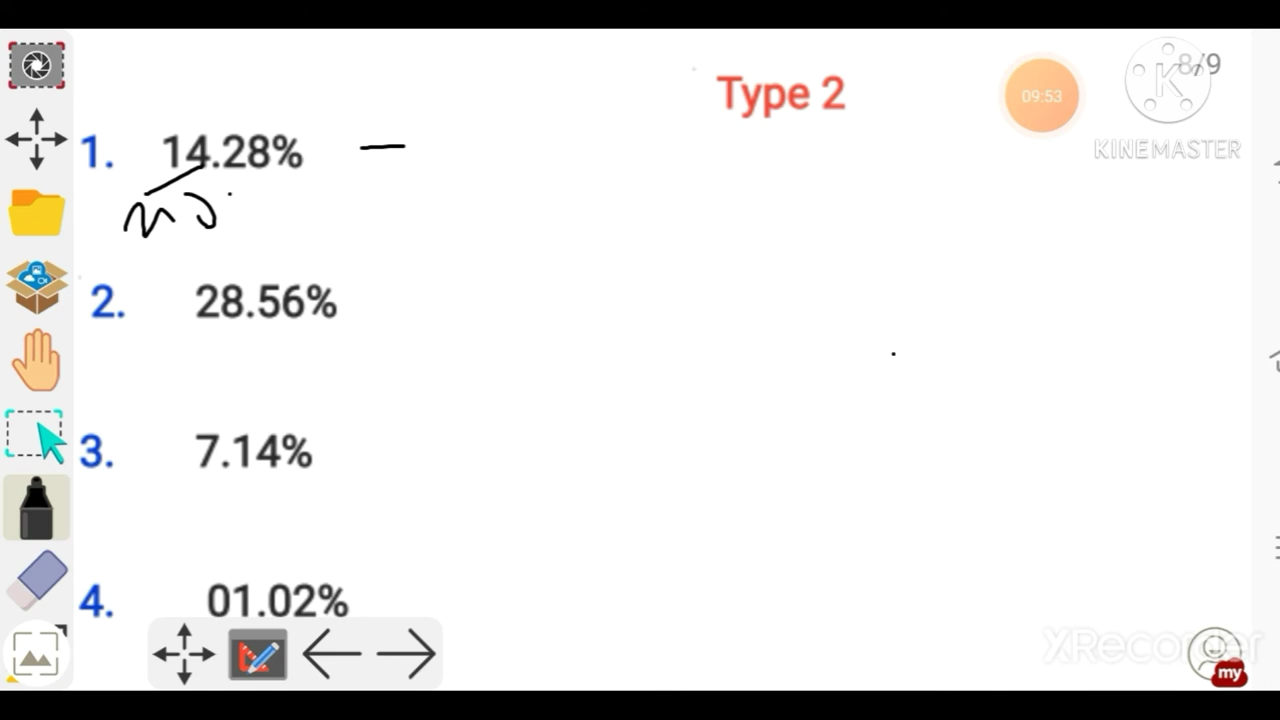 Type 2
09:53
8/9
KINEMASTER
1. 14.28%
2. 28.56%
3. 7.14%
4. 01.02%
XRecorder
my